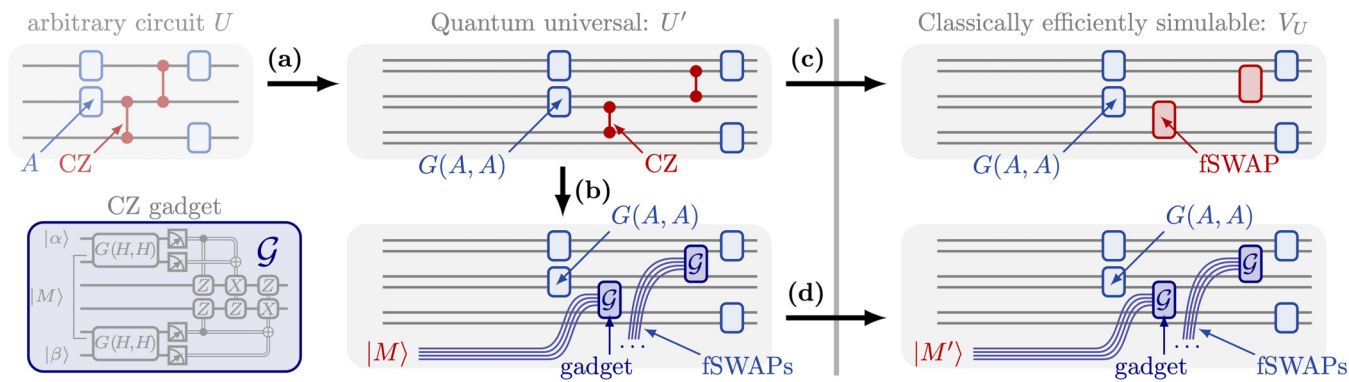 arbitrary circuit U
Quantum universal: U′
Classically efficiently simulable: V_U
(a)
(c)
A
CZ
G(A, A)
CZ
G(A, A)
fSWAP
(b)
CZ gadget
|α⟩
G(H,H)
𝒢
|M⟩
Z X Z
Z Z X
|β⟩
G(H,H)
G(A, A)
𝒢
𝒢
(d)
|M⟩
gadget
...
fSWAPs
G(A, A)
𝒢
𝒢
|M′⟩
gadget
...
fSWAPs